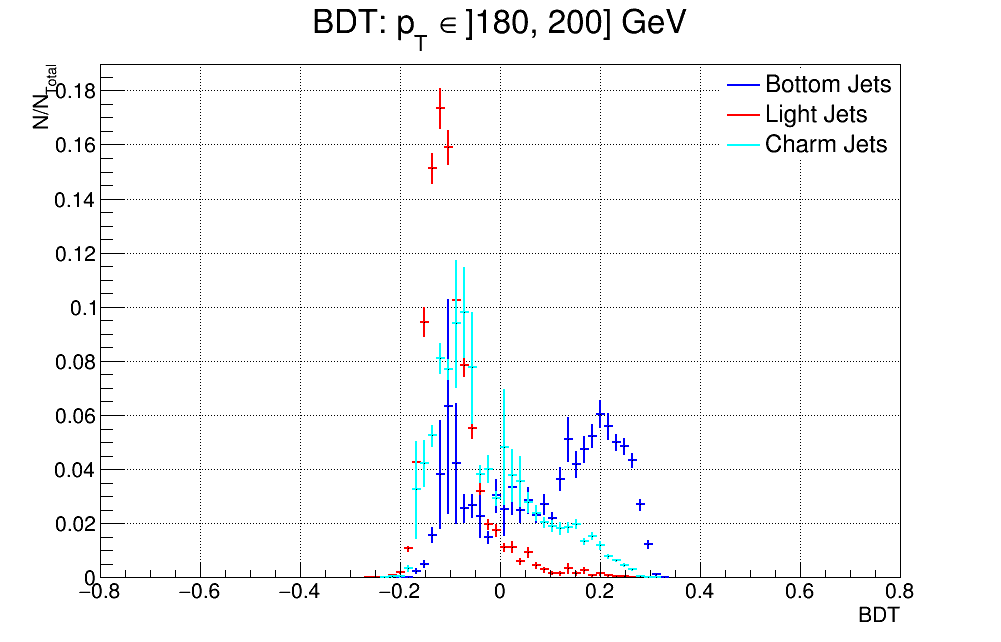 BDT: p_T ∈ ]180, 200] GeV
N/N_Total
Bottom Jets
Light Jets
Charm Jets
0.18
0.16
0.14
0.12
0.1
0.08
0.06
0.04
0.02
0
−0.8 −0.6 −0.4 −0.2 0 0.2 0.4 0.6 0.8
BDT